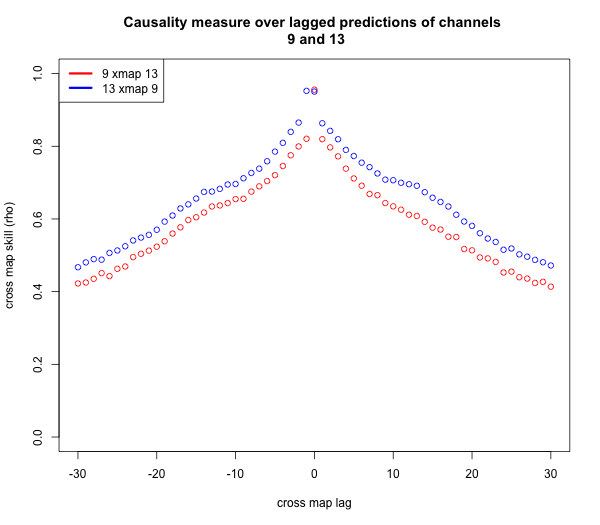 Causality measure over lagged predictions of channels
9 and 13
9 xmap 13
13 xmap 9
cross map skill (rho)
1.0
0.8
0.6
0.4
0.2
0.0
-30 -20 -10 0 10 20 30
cross map lag